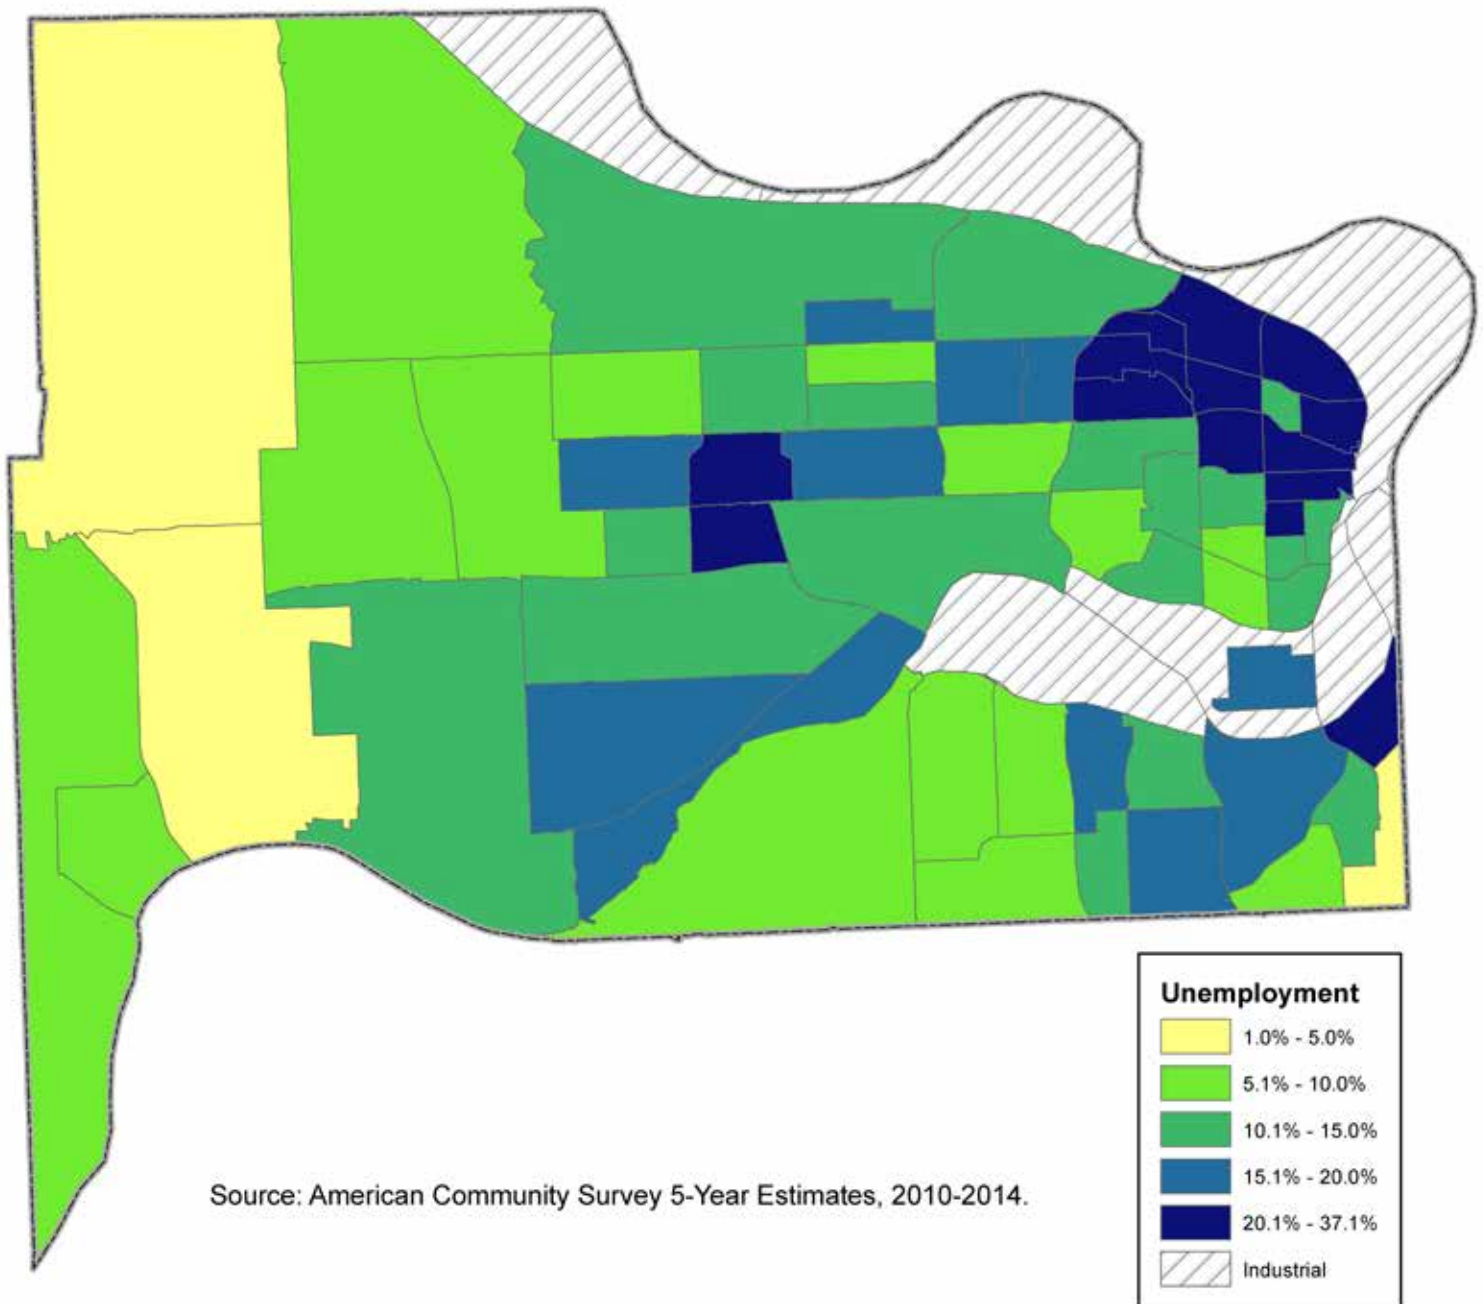 Unemployment
1.0% - 5.0%
5.1% - 10.0%
10.1% - 15.0%
15.1% - 20.0%
20.1% - 37.1%
Industrial
Source: American Community Survey 5-Year Estimates, 2010-2014.